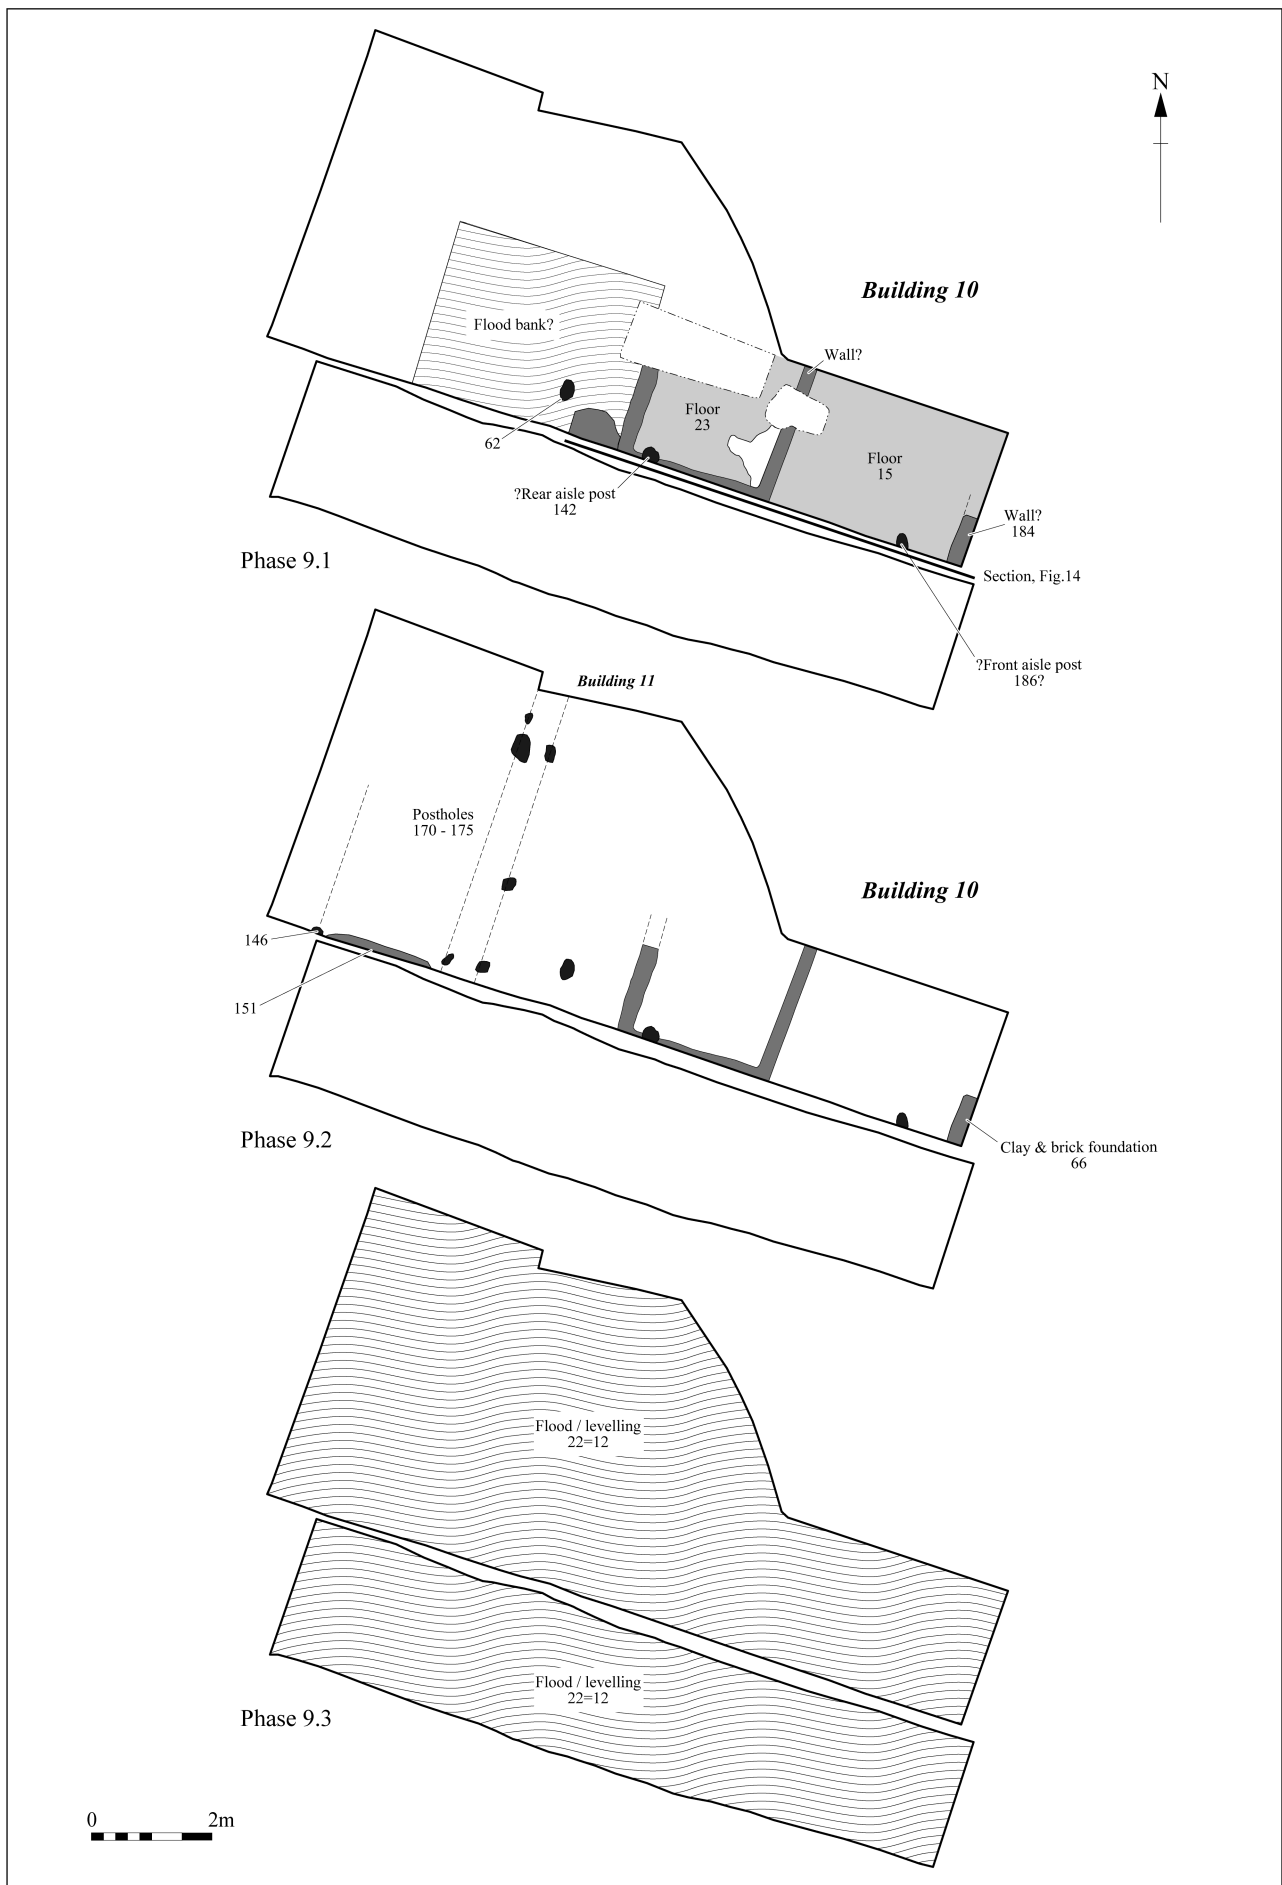 N
Building 10
Flood bank?
Wall?
Floor
23
62
Floor
15
?Rear aisle post
142
Wall?
184
Phase 9.1
Section, Fig.14
?Front aisle post
186?
Building 11
Postholes
170 - 175
Building 10
146
151
Phase 9.2
Clay & brick foundation
66
Flood / levelling
22=12
Flood / levelling
22=12
Phase 9.3
0 2m